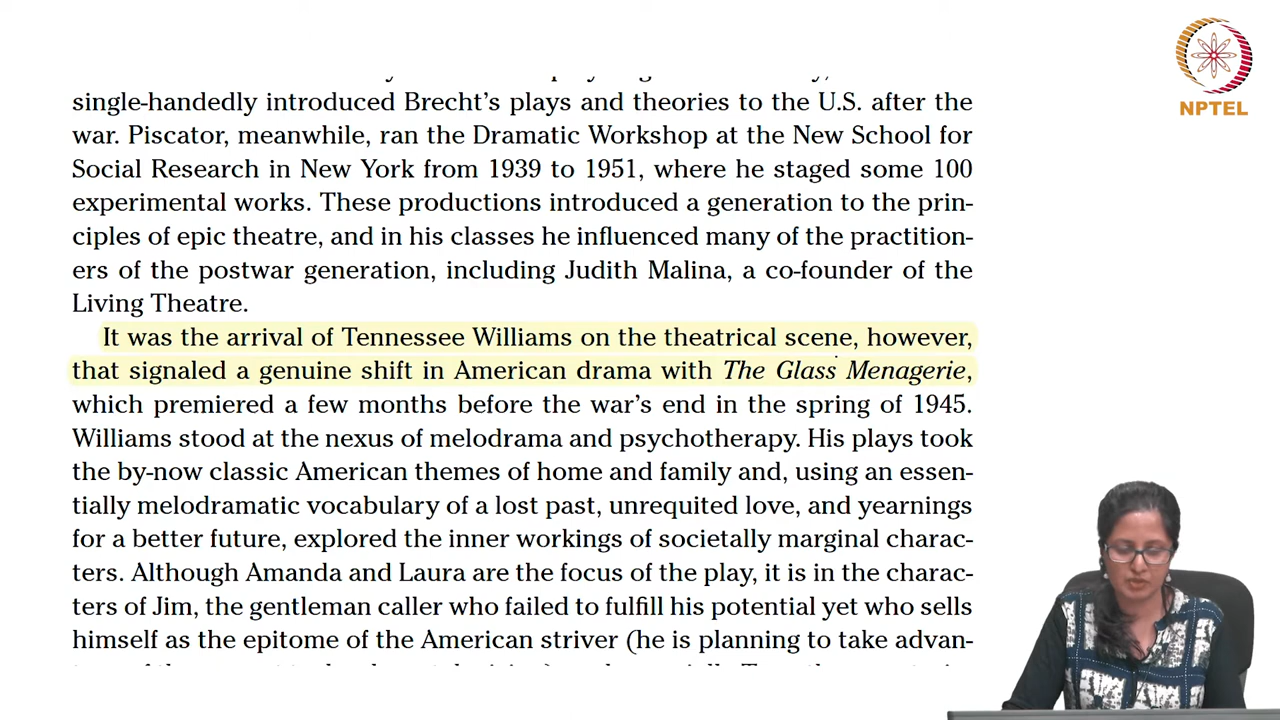 NPTEL
single-handedly introduced Brecht's plays and theories to the U.S. after the
war. Piscator, meanwhile, ran the Dramatic Workshop at the New School for
Social Research in New York from 1939 to 1951, where he staged some 100
experimental works. These productions introduced a generation to the prin-
ciples of epic theatre, and in his classes he influenced many of the practition-
ers of the postwar generation, including Judith Malina, a co-founder of the
Living Theatre.
It was the arrival of Tennessee Williams on the theatrical scene, however,
that signaled a genuine shift in American drama with The Glass Menagerie,
which premiered a few months before the war's end in the spring of 1945.
Williams stood at the nexus of melodrama and psychotherapy. His plays took
the by-now classic American themes of home and family and, using an essen-
tially melodramatic vocabulary of a lost past, unrequited love, and yearnings
for a better future, explored the inner workings of societally marginal charac-
ters. Although Amanda and Laura are the focus of the play, it is in the charac-
ters of Jim, the gentleman caller who failed to fulfill his potential yet who sells
himself as the epitome of the American striver (he is planning to take advan-